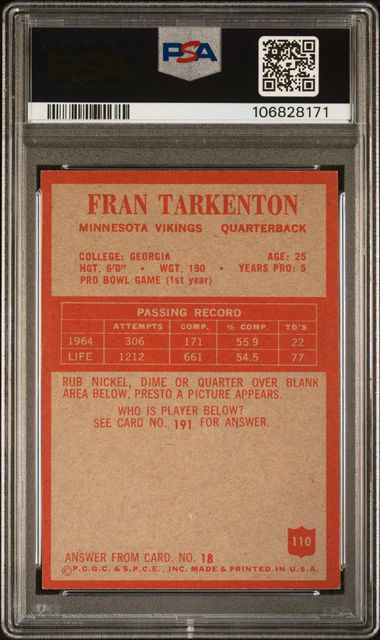 PSA
PSA
106828171
FRAN TARKENTON
MINNESOTA VIKINGS QUARTERBACK
COLLEGE: GEORGIA AGE: 25
HGT. 6'0" • WGT. 190 • YEARS PRO: 5
PRO BOWL GAME (1st year)
PASSING RECORD
ATTEMPTS COMP. % COMP. TD'S
1964 306 171 55.9 22
LIFE 1212 661 54.5 77
RUB NICKEL, DIME OR QUARTER OVER BLANK
AREA BELOW. PRESTO A PICTURE APPEARS.
WHO IS PLAYER BELOW?
SEE CARD NO. 191 FOR ANSWER.
110
ANSWER FROM CARD. NO. 18
©P.C.G.C. & S.P.C.E., INC. MADE & PRINTED IN U.S.A.